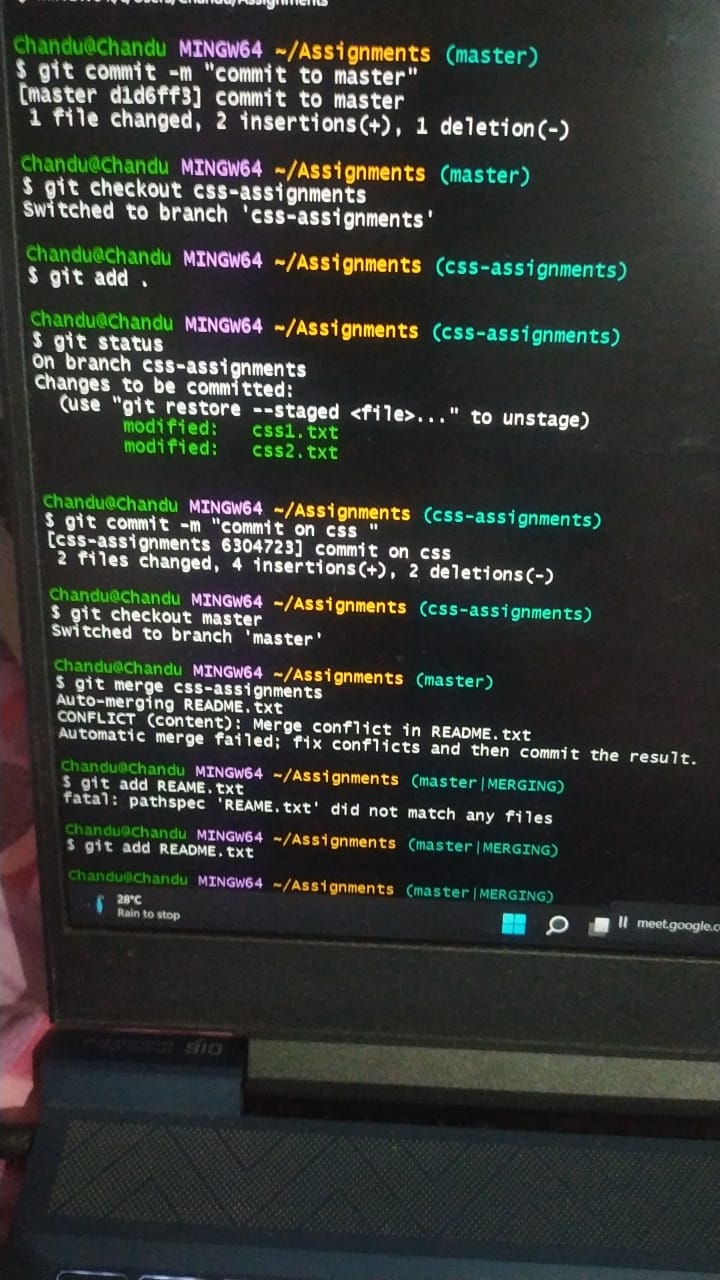 Chandu@Chandu MINGW64 ~/Assignments (master)
$ git commit -m "commit to master"
[master d1d6ff3] commit to master
 1 file changed, 2 insertions(+), 1 deletion(-)
Chandu@Chandu MINGW64 ~/Assignments (master)
$ git checkout css-assignments
Switched to branch 'css-assignments'
Chandu@Chandu MINGW64 ~/Assignments (css-assignments)
$ git add .
Chandu@Chandu MINGW64 ~/Assignments (css-assignments)
$ git status
On branch css-assignments
Changes to be committed:
  (use "git restore --staged <file>..." to unstage)
        modified:   css1.txt
        modified:   css2.txt
Chandu@Chandu MINGW64 ~/Assignments (css-assignments)
$ git commit -m "commit on css "
[css-assignments 6304723] commit on css
 2 files changed, 4 insertions(+), 2 deletions(-)
Chandu@Chandu MINGW64 ~/Assignments (css-assignments)
$ git checkout master
Switched to branch 'master'
Chandu@Chandu MINGW64 ~/Assignments (master)
$ git merge css-assignments
Auto-merging README.txt
CONFLICT (content): Merge conflict in README.txt
Automatic merge failed; fix conflicts and then commit the result.
Chandu@Chandu MINGW64 ~/Assignments (master|MERGING)
$ git add REAME.txt
fatal: pathspec 'REAME.txt' did not match any files
Chandu@Chandu MINGW64 ~/Assignments (master|MERGING)
$ git add README.txt
Chandu@Chandu MINGW64 ~/Assignments (master|MERGING)
28°C
Rain to stop
meet.google.c